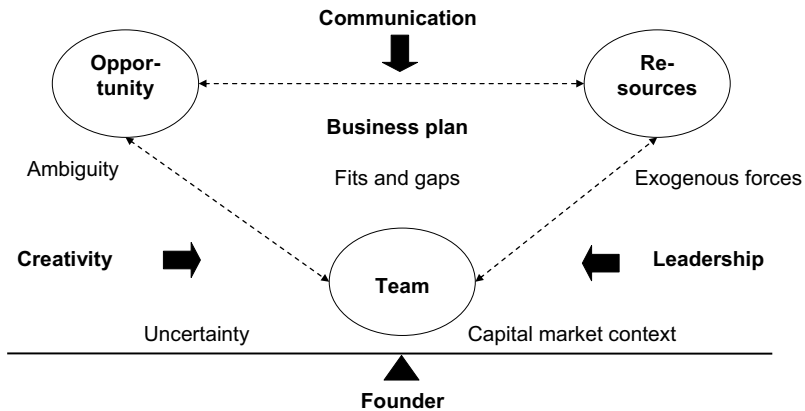 Communication
Oppor-
tunity
Re-
sources
Business plan
Ambiguity
Fits and gaps
Exogenous forces
Creativity
Leadership
Team
Uncertainty
Capital market context
Founder